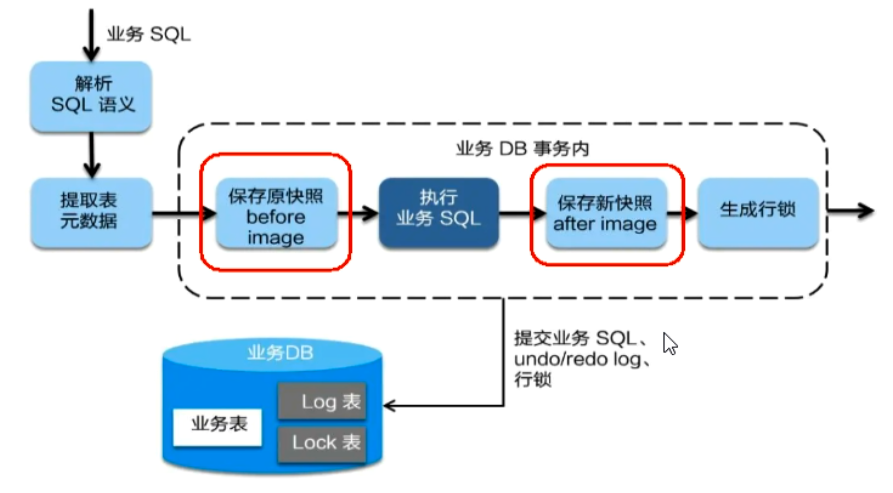 业务 SQL
解析
SQL 语义
提取表
元数据
业务 DB 事务内
保存原快照
before
image
执行
业务 SQL
保存新快照
after image
生成行锁
提交业务 SQL、
undo/redo log、
行锁
业务DB
业务表
Log 表
Lock 表